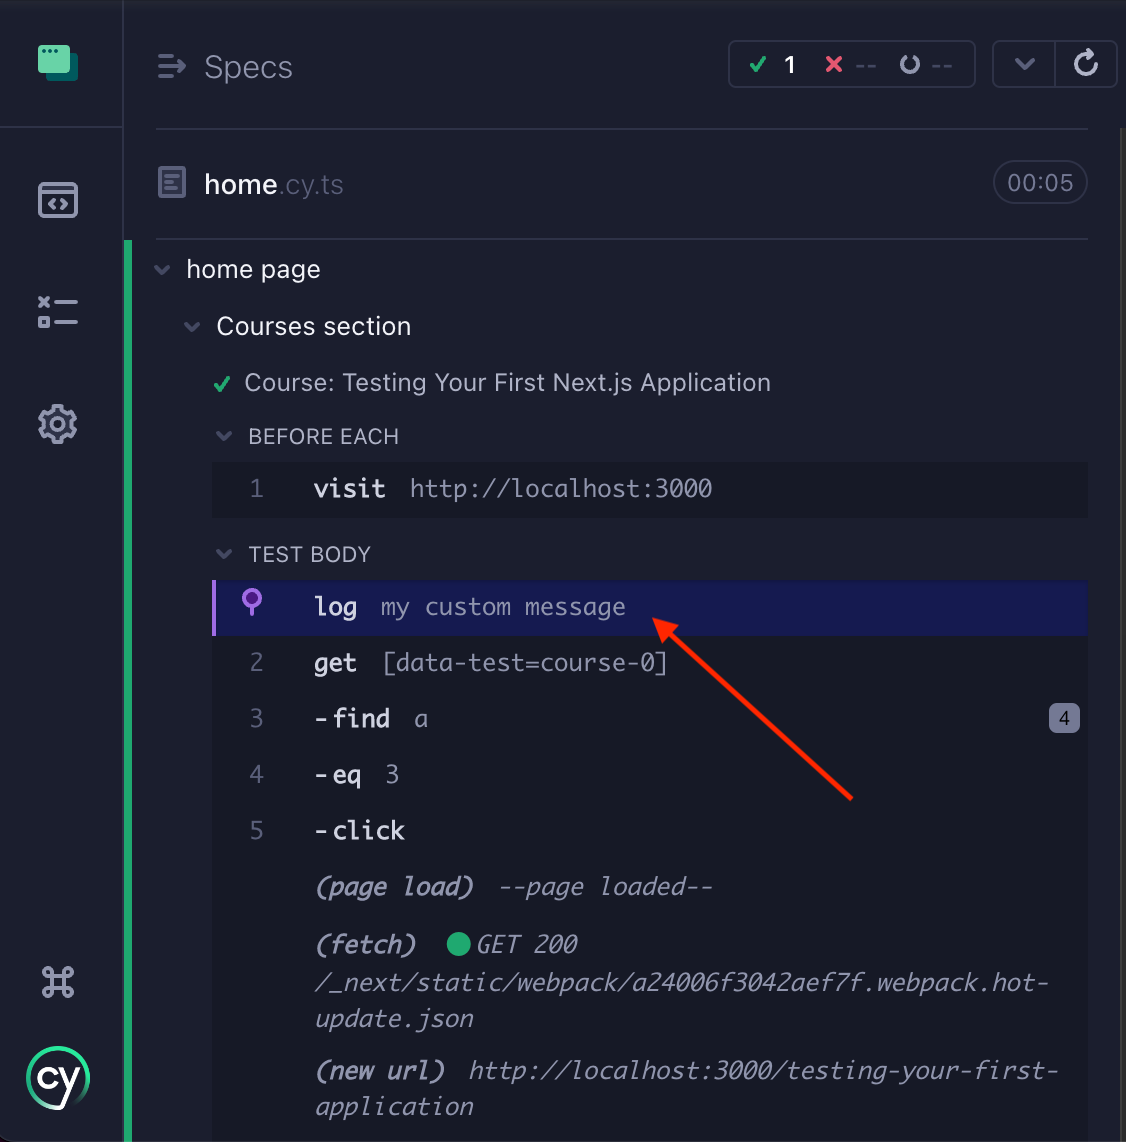 Specs
1 -- --
home.cy.ts
00:05
home page
Courses section
Course: Testing Your First Next.js Application
BEFORE EACH
1 visit http://localhost:3000
TEST BODY
log my custom message
2 get [data-test=course-0]
3 -find a 4
4 -eq 3
5 -click
(page load) --page loaded--
(fetch) GET 200
/_next/static/webpack/a24006f3042aef7f.webpack.hot-
update.json
(new url) http://localhost:3000/testing-your-first-
application
cy